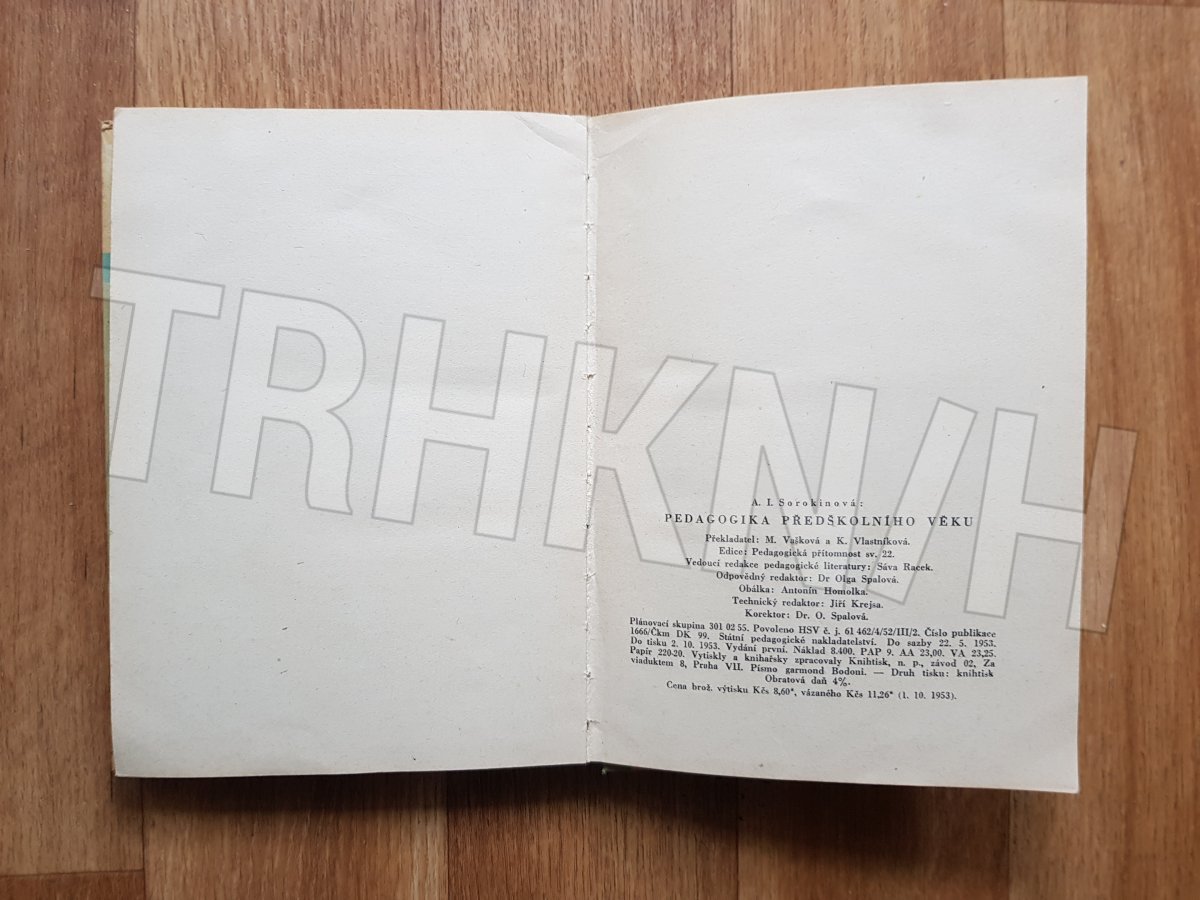 TRHKNIH
A. I. Sorokinová:
PEDAGOGIKA PŘEDŠKOLNÍHO VĚKU
Překladatel: M. Vašková a K. Vlastníková.
Edice: Pedagogická přítomnost sv. 22.
Vedoucí redakce pedagogické literatury: Sáva Racek.
Odpovědný redaktor: Dr Olga Spalová.
Obálka: Antonín Homolka.
Technický redaktor: Jiří Krejsa.
Korektor: Dr. O. Spalová.
Plánovací skupina 301 02 55. Povoleno HSV č. j. 61 462/4/52/III/2. Číslo publikace
1666/Čkm DK 99. Státní pedagogické nakladatelství. Do sazby 22. 5. 1953.
Do tisku 2. 10. 1953. Vydání první. Náklad 8.400. PAP 9. AA 23,00. VA 23,25.
Papír 220-20. Vytiskly a knihařsky zpracovaly Knihtisk, n. p., závod 02, Za
viaduktem 8, Praha VII. Písmo garmond Bodoni. — Druh tisku: knihtisk
Obratová daň 4%.
Cena brož. výtisku Kčs 8,60*, vázaného Kčs 11,26* (1. 10. 1953).